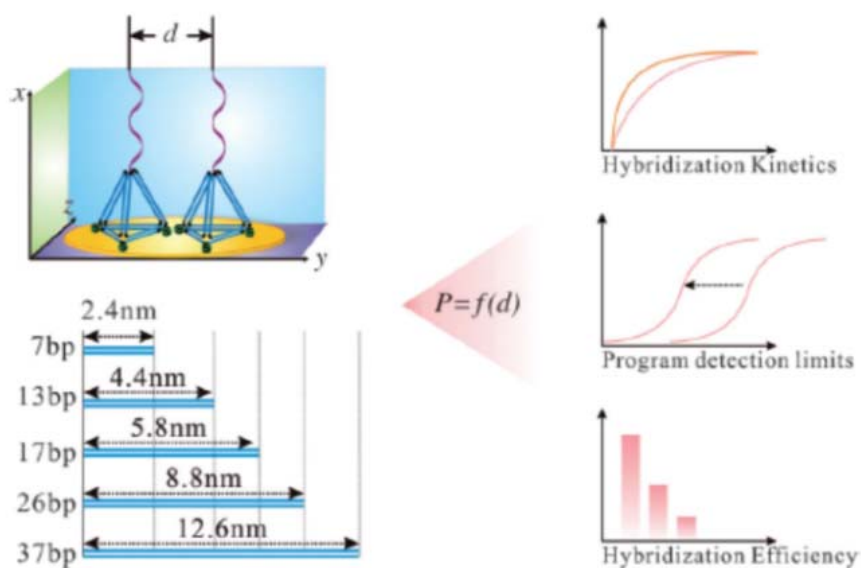 d
x
z
y
2.4nm
7bp
4.4nm
13bp
5.8nm
17bp
8.8nm
26bp
12.6nm
37bp
P=f(d)
Hybridization Kinetics
Program detection limits
Hybridization Efficiency